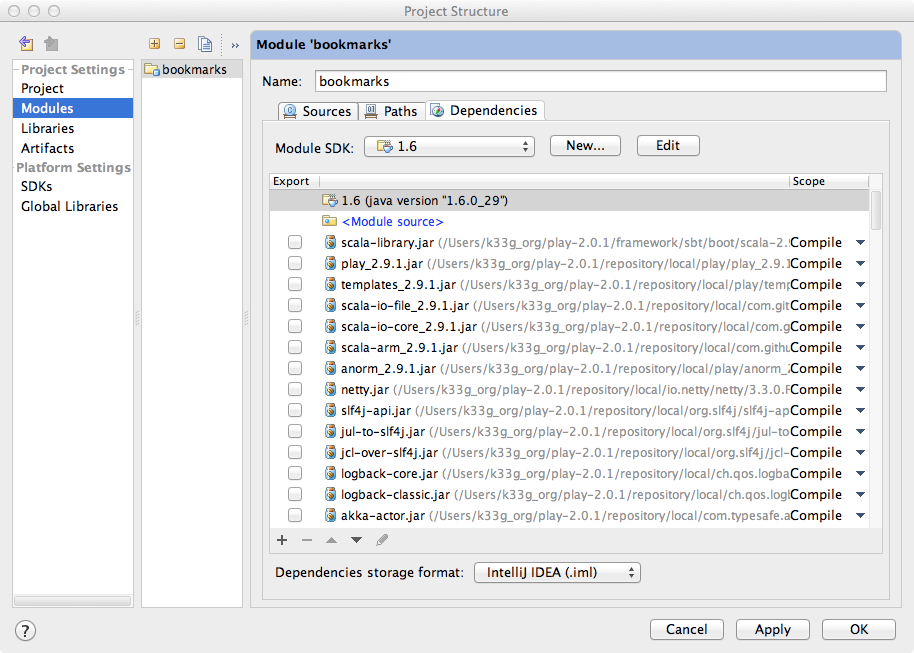 Project Structure
»
Project Settings
Project
Modules
Libraries
Artifacts
Platform Settings
SDKs
Global Libraries
bookmarks
Module 'bookmarks'
Name: bookmarks
Sources Paths Dependencies
Module SDK: 1.6 New... Edit
Export Scope
1.6 (java version "1.6.0_29")
<Module source>
scala-library.jar (/Users/k33g_org/play-2.0.1/framework/sbt/boot/scala-2. Compile
play_2.9.1.jar (/Users/k33g_org/play-2.0.1/repository/local/play/play_2.9.1 Compile
templates_2.9.1.jar (/Users/k33g_org/play-2.0.1/repository/local/play/temp Compile
scala-io-file_2.9.1.jar (/Users/k33g_org/play-2.0.1/repository/local/com.git Compile
scala-io-core_2.9.1.jar (/Users/k33g_org/play-2.0.1/repository/local/com.g Compile
scala-arm_2.9.1.jar (/Users/k33g_org/play-2.0.1/repository/local/com.githu Compile
anorm_2.9.1.jar (/Users/k33g_org/play-2.0.1/repository/local/play/anorm_2 Compile
netty.jar (/Users/k33g_org/play-2.0.1/repository/local/io.netty/netty/3.3.0.F Compile
slf4j-api.jar (/Users/k33g_org/play-2.0.1/repository/local/org.slf4j/slf4j-ap Compile
jul-to-slf4j.jar (/Users/k33g_org/play-2.0.1/repository/local/org.slf4j/jul-to Compile
jcl-over-slf4j.jar (/Users/k33g_org/play-2.0.1/repository/local/org.slf4j/jcl- Compile
logback-core.jar (/Users/k33g_org/play-2.0.1/repository/local/ch.qos.logba Compile
logback-classic.jar (/Users/k33g_org/play-2.0.1/repository/local/ch.qos.logl Compile
akka-actor.jar (/Users/k33g_org/play-2.0.1/repository/local/com.typesafe.a Compile
Dependencies storage format: IntelliJ IDEA (.iml)
? Cancel Apply OK